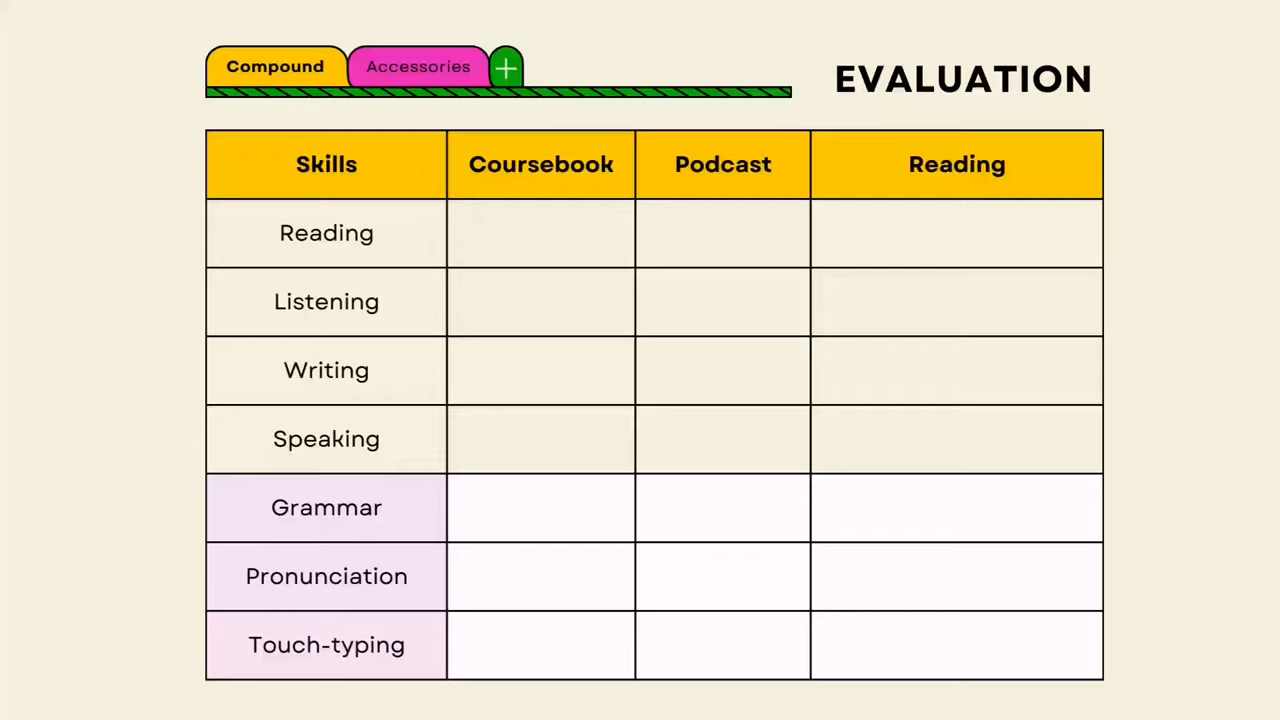 Compound Accessories +
EVALUATION
Skills Coursebook Podcast Reading
Reading
Listening
Writing
Speaking
Grammar
Pronunciation
Touch-typing